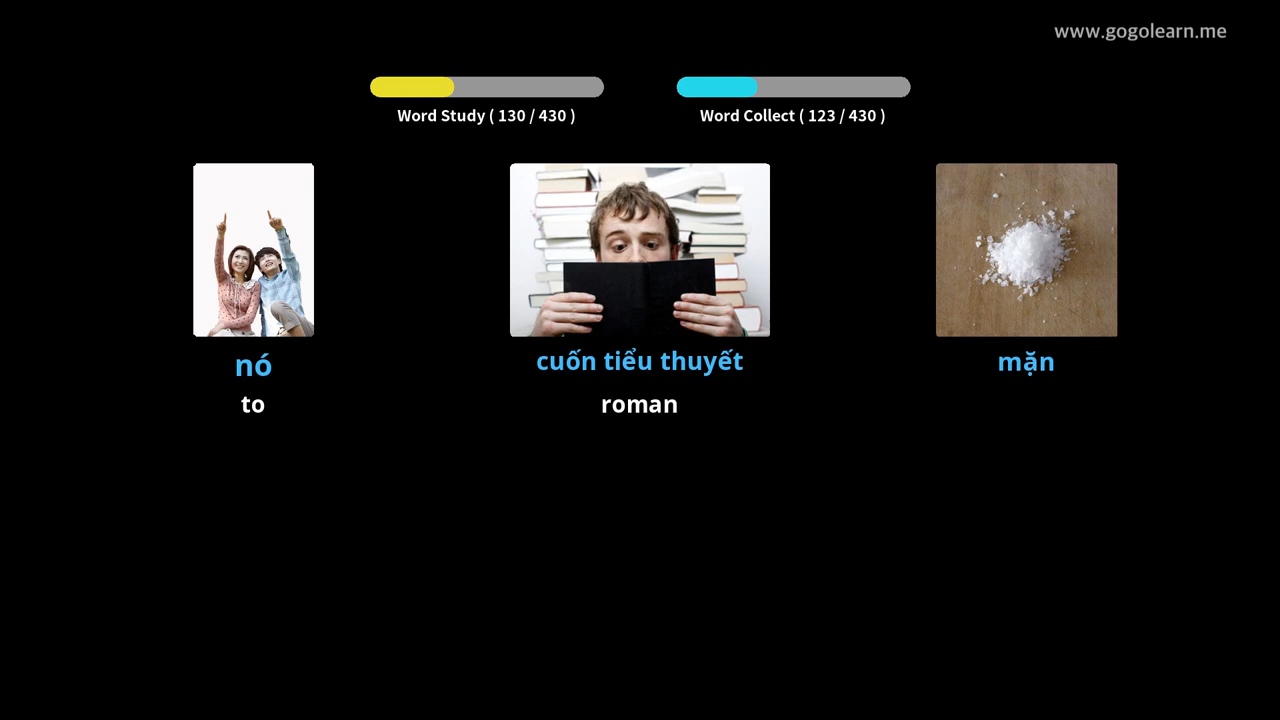 www.gogolearn.me
Word Study ( 130 / 430 )
Word Collect ( 123 / 430 )
nó
cuốn tiểu thuyết
mặn
to
roman